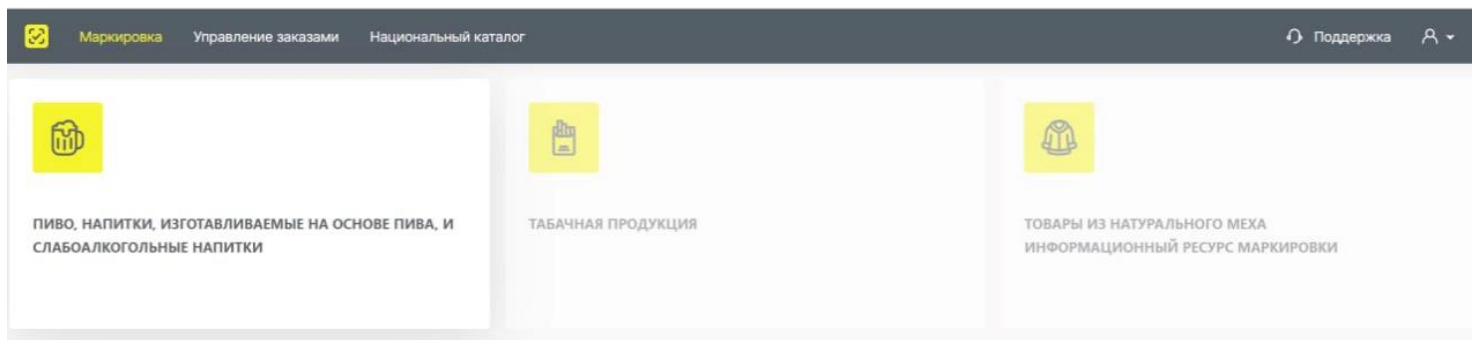 Маркировка Управление заказами Национальный каталог Поддержка
ПИВО, НАПИТКИ, ИЗГОТАВЛИВАЕМЫЕ НА ОСНОВЕ ПИВА, И
СЛАБОАЛКОГОЛЬНЫЕ НАПИТКИ
ТАБАЧНАЯ ПРОДУКЦИЯ
ТОВАРЫ ИЗ НАТУРАЛЬНОГО МЕХА
ИНФОРМАЦИОННЫЙ РЕСУРС МАРКИРОВКИ